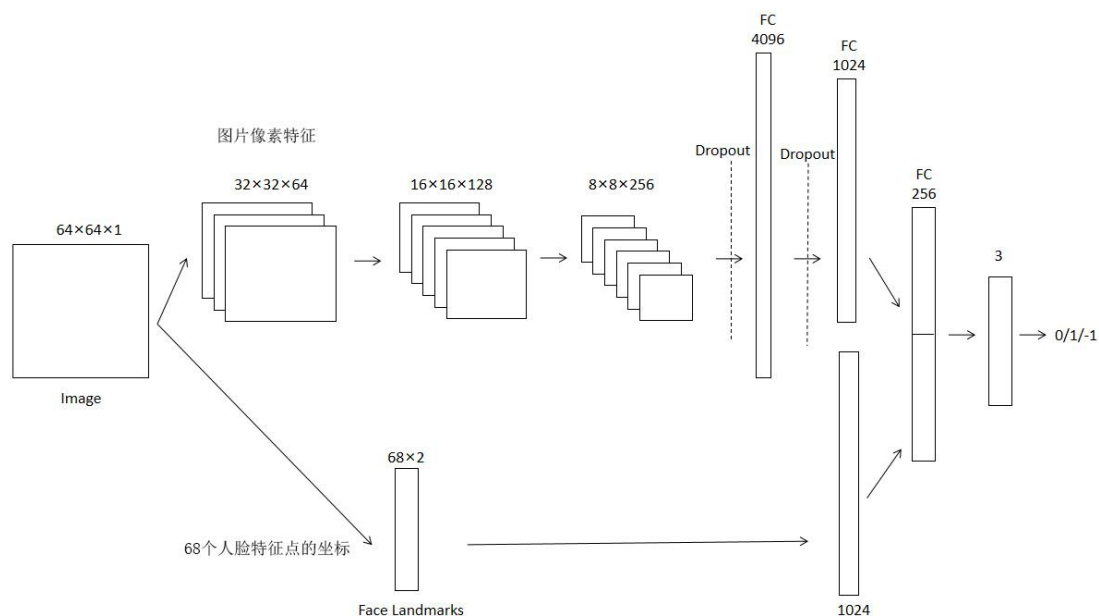 FC
4096
FC
1024
图片像素特征
Dropout
Dropout
32×32×64
16×16×128
8×8×256
FC
256
64×64×1
3
0/1/-1
Image
68×2
68个人脸特征点的坐标
Face Landmarks
1024